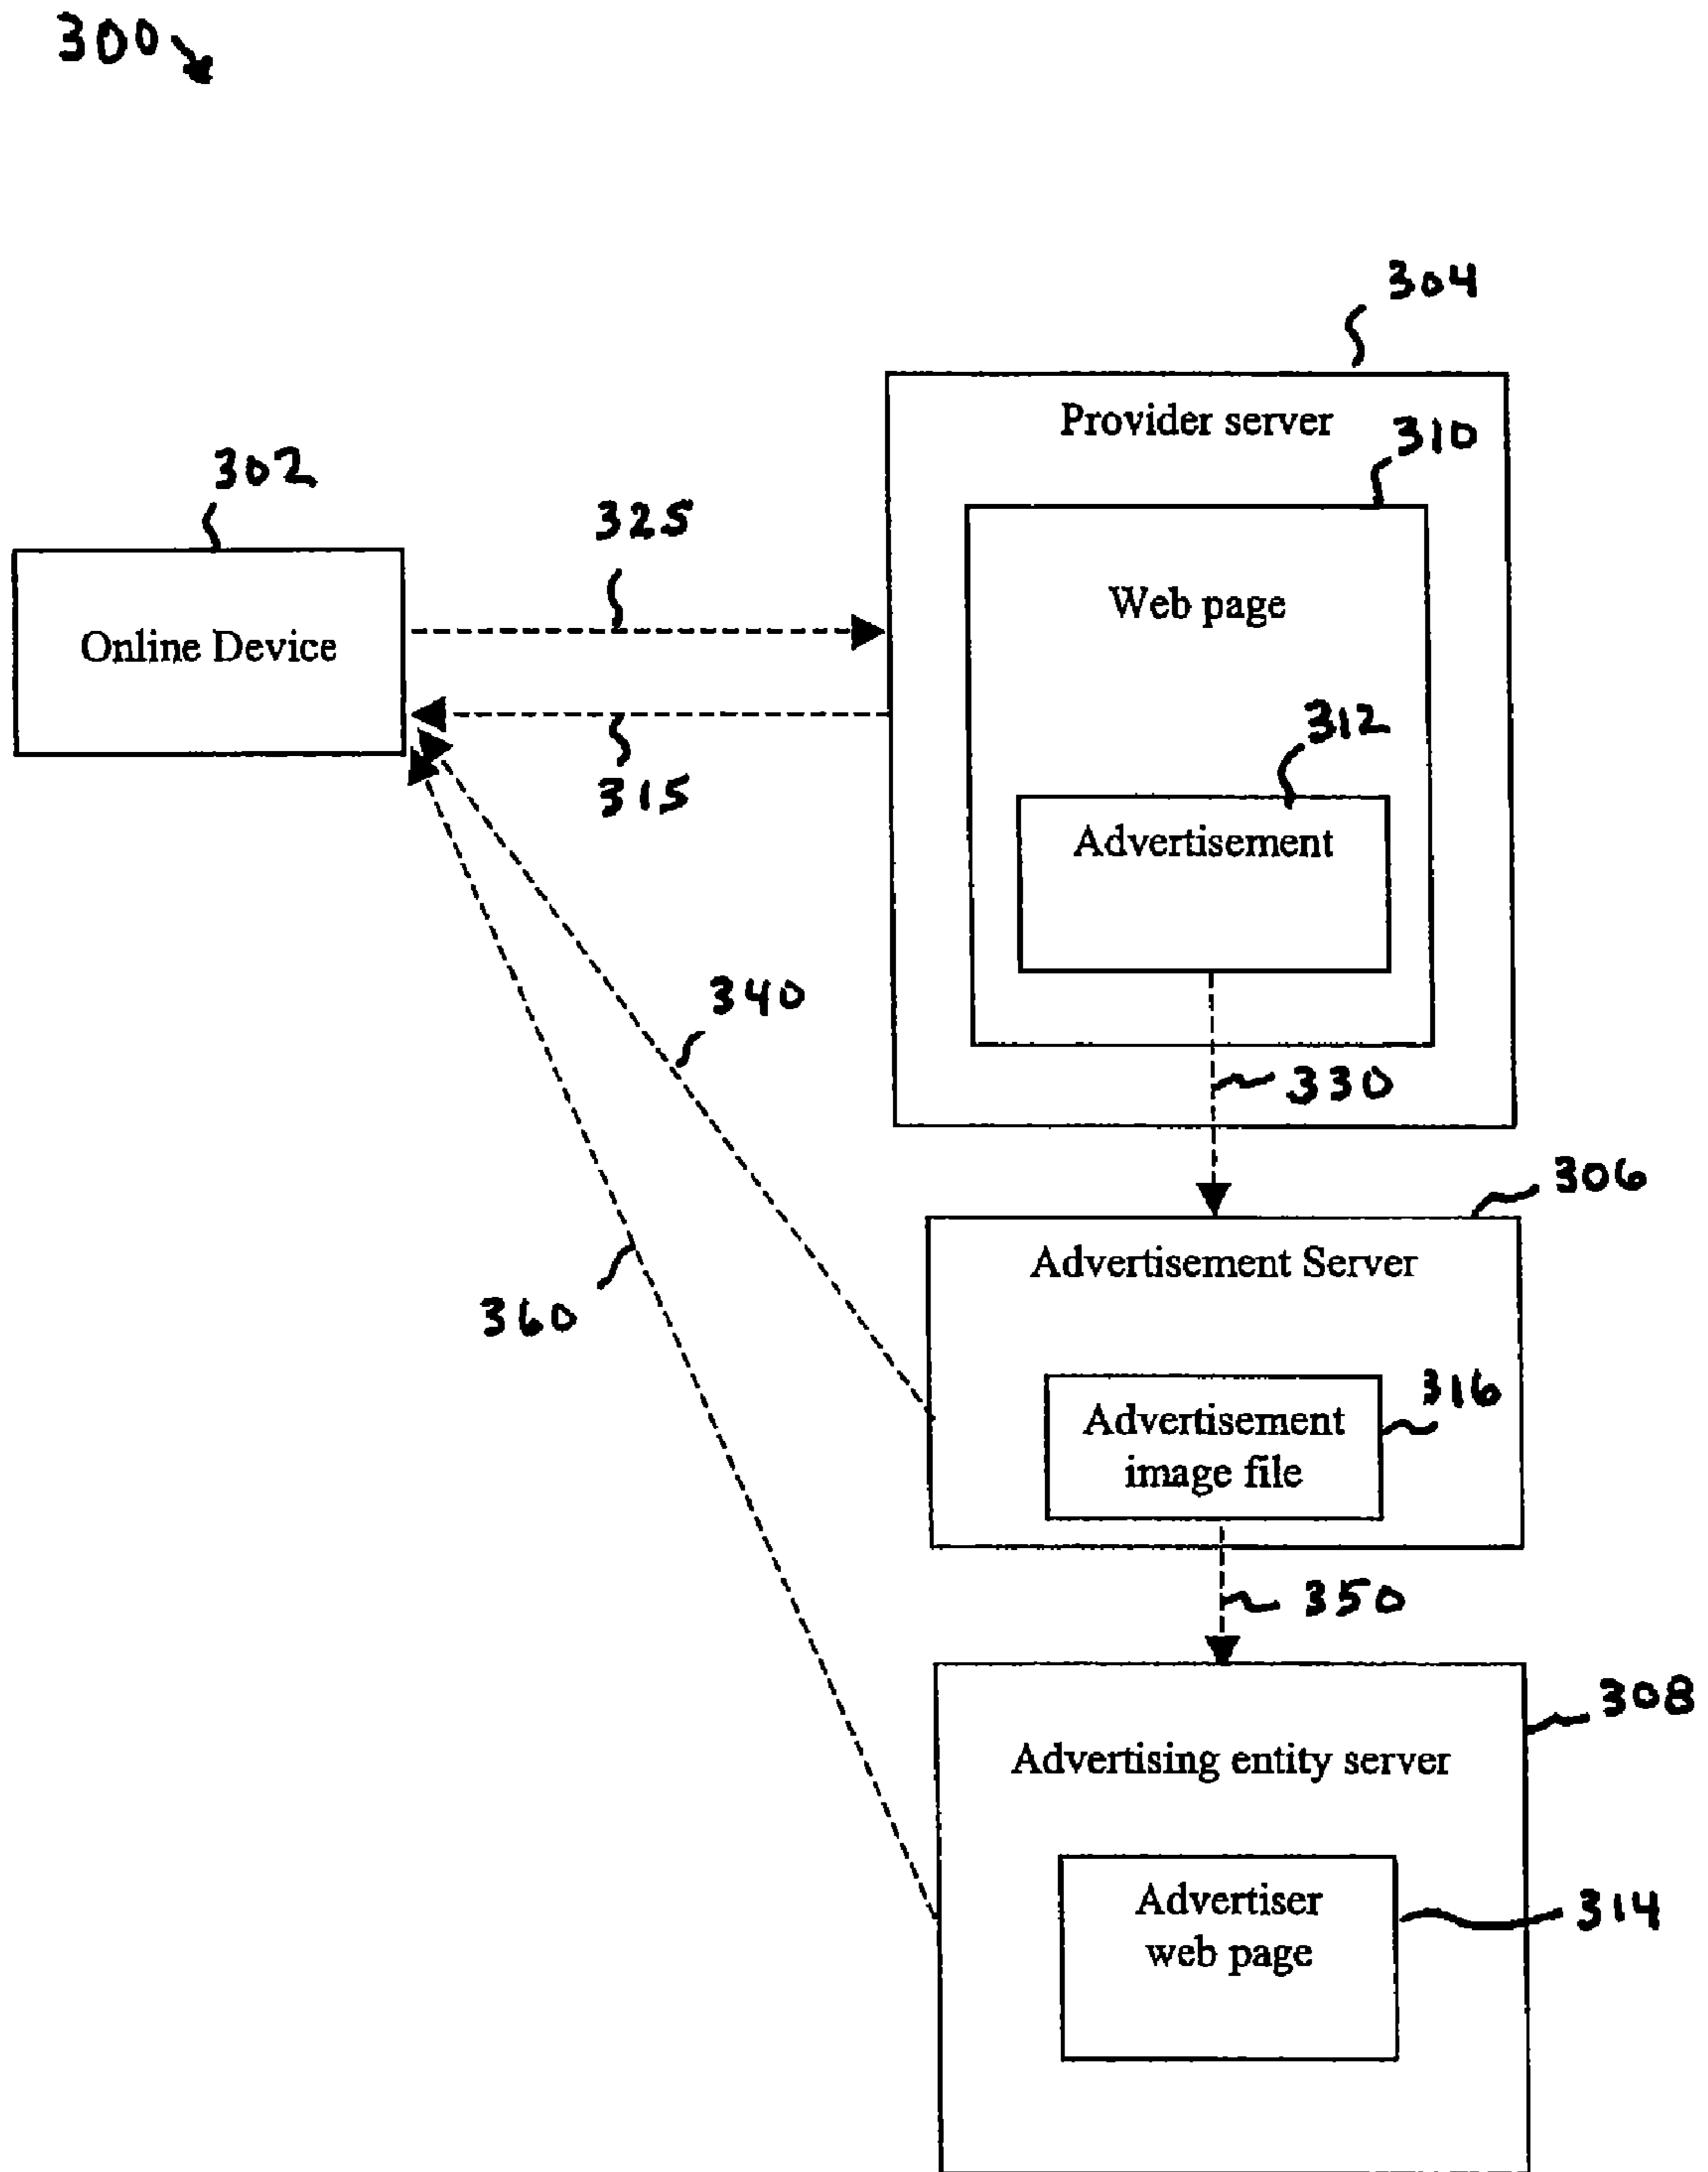 300
304
Provider server
310
302
325
Online Device
Web page
315
312
Advertisement
340
330
306
Advertisement Server
360
316
Advertisement
image file
350
308
Advertising entity server
Advertiser
web page
314